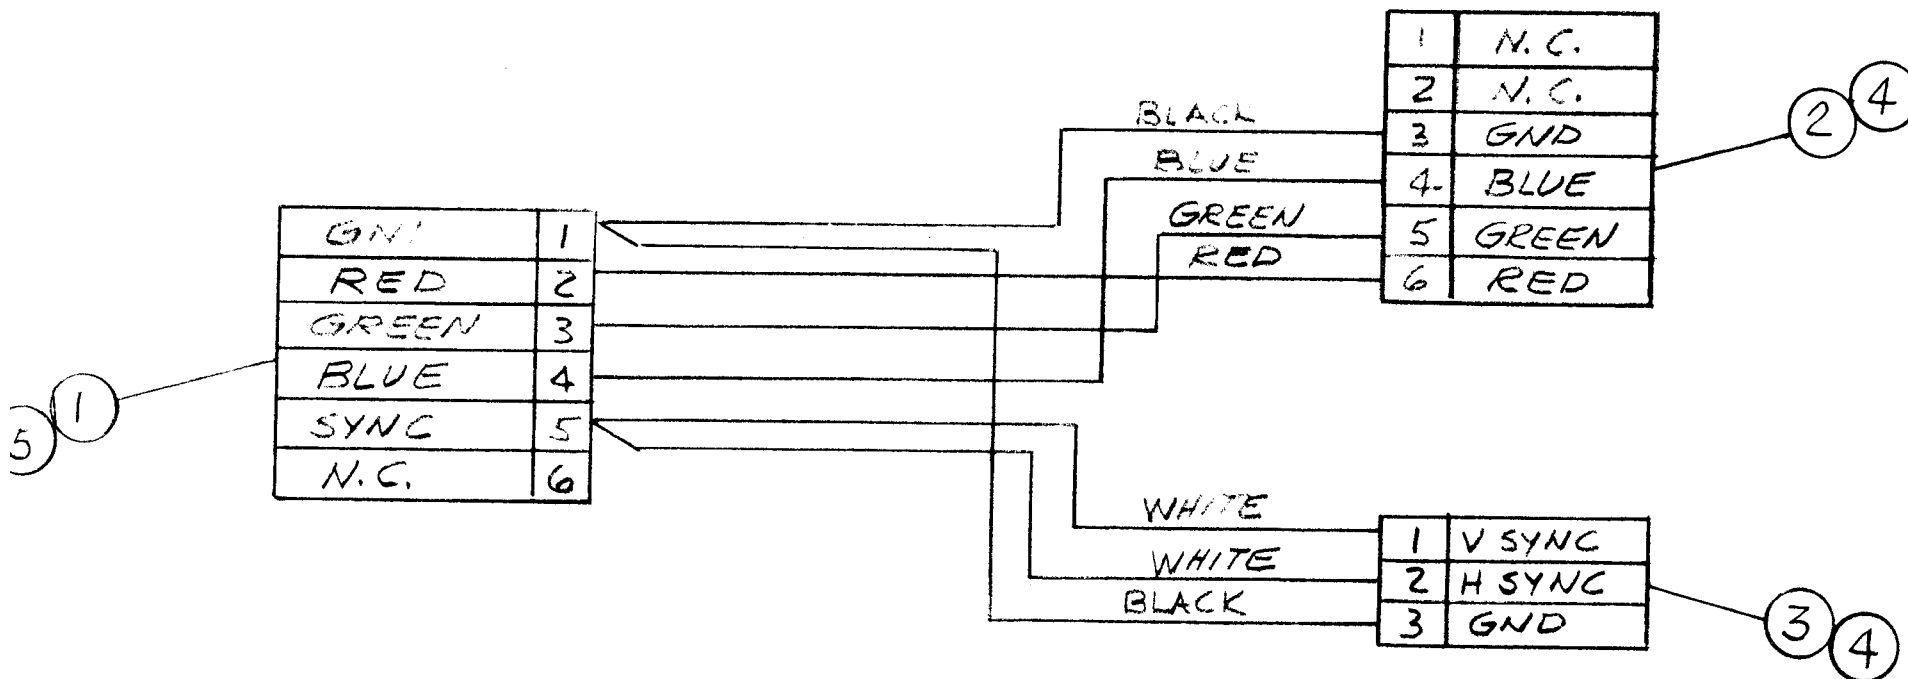 1 N.C.
2 N.C.
3 GND
4 BLUE
5 GREEN
6 RED
2 4
BLACK
BLUE
GREEN
RED
1
2 RED
GREEN 3
BLUE 4
SYNC 5
N.C. 6
5 1
WHITE
WHITE
BLACK
1 V SYNC
2 H SYNC
3 GND
3 4